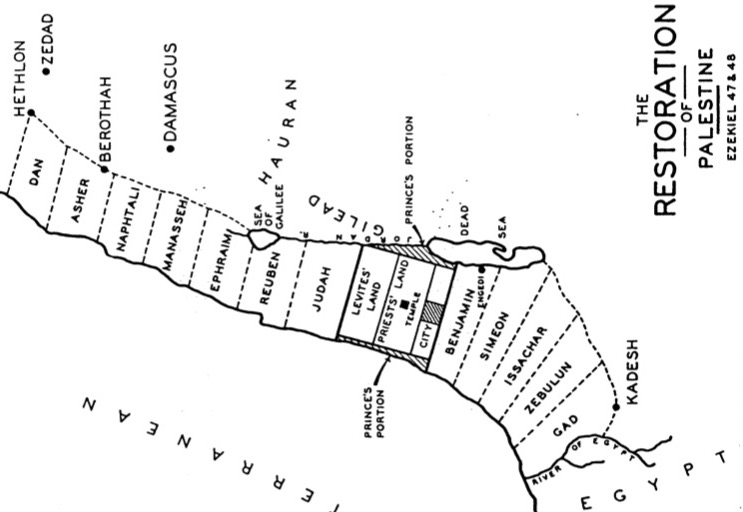 THE
RESTORATION
OF
PALESTINE
EZEKIEL 47 & 48
HETHLON
ZEDAD
BEROTHAH
DAMASCUS
DAN
ASHER
NAPHTALI
MANASSEH
EPHRAIM
HAURAN
SEA
OF
GALILEE
GILEAD
REUBEN
JUDAH
JORDAN R
PRINCE'S PORTION
LEVITES'
LAND
PRIESTS' LAND
TEMPLE
CITY
PRINCE'S
PORTION
DEAD
SEA
ENGEDI
BENJAMIN
SIMEON
ISSACHAR
ZEBULUN
GAD
KADESH
RIVER OF EGYPT
EGYPT
TERRANEAN